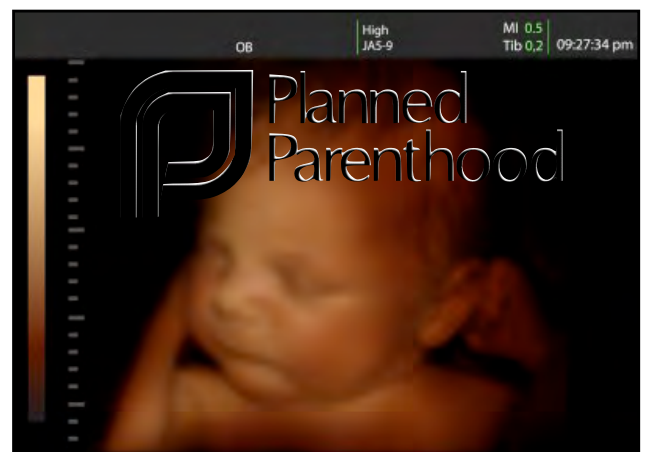 High
MI 0.5
OB
JA5-9
Tib 0,2
09:27:34 pm
Planned
Parenthood